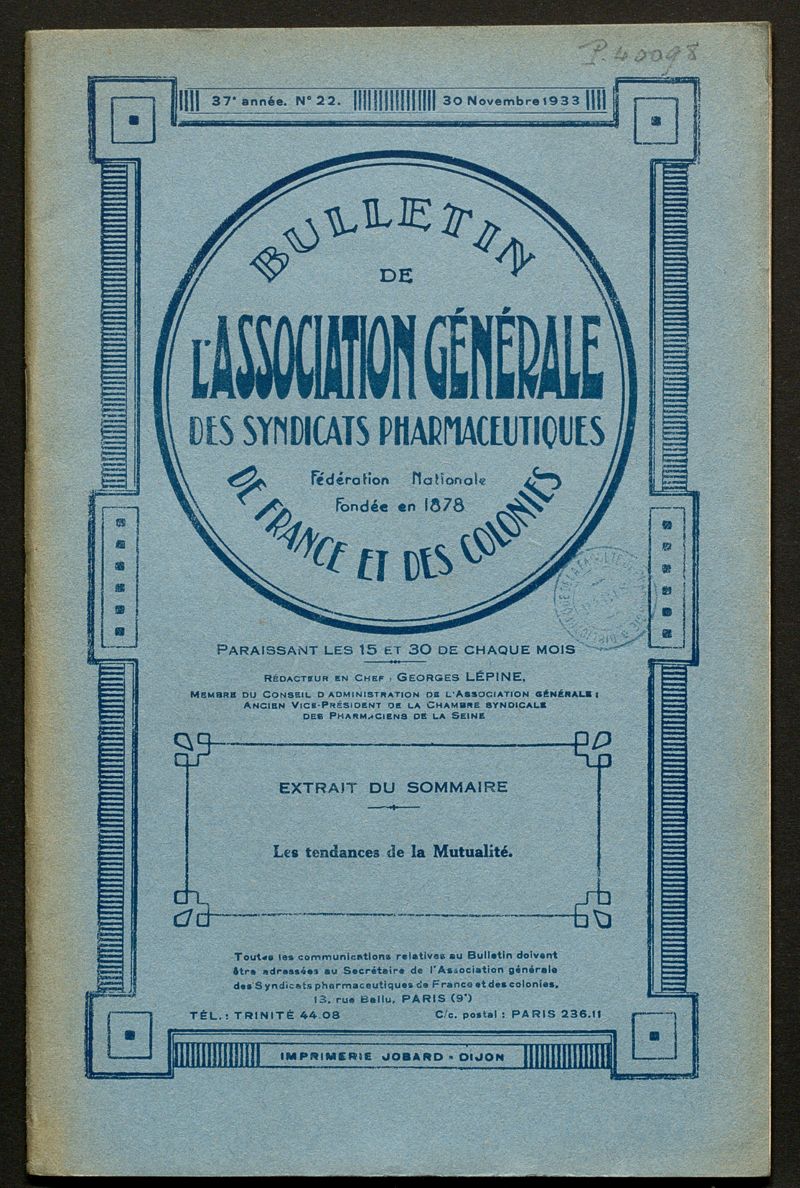 P. 40098
37e année. N° 22. 30 Novembre 1933
BULLETIN
DE
L'ASSOCIATION GÉNÉRALE
DES SYNDICATS PHARMACEUTIQUES
Fédération Nationale
Fondée en 1878
DE FRANCE ET DES COLONIES
PARAISSANT LES 15 ET 30 DE CHAQUE MOIS
RÉDACTEUR EN CHEF : GEORGES LÉPINE,
MEMBRE DU CONSEIL D'ADMINISTRATION DE L'ASSOCIATION GÉNÉRALE ;
ANCIEN VICE-PRÉSIDENT DE LA CHAMBRE SYNDICALE
DES PHARMACIENS DE LA SEINE
EXTRAIT DU SOMMAIRE
Les tendances de la Mutualité.
Toutes les communications relatives au Bulletin doivent
être adressées au Secrétaire de l'Association générale
des Syndicats pharmaceutiques de France et des colonies,
13, rue Ballu, PARIS (9e)
TÉL. : TRINITÉ 44.08 C/c. postal : PARIS 236.11
IMPRIMERIE JOBARD - DIJON